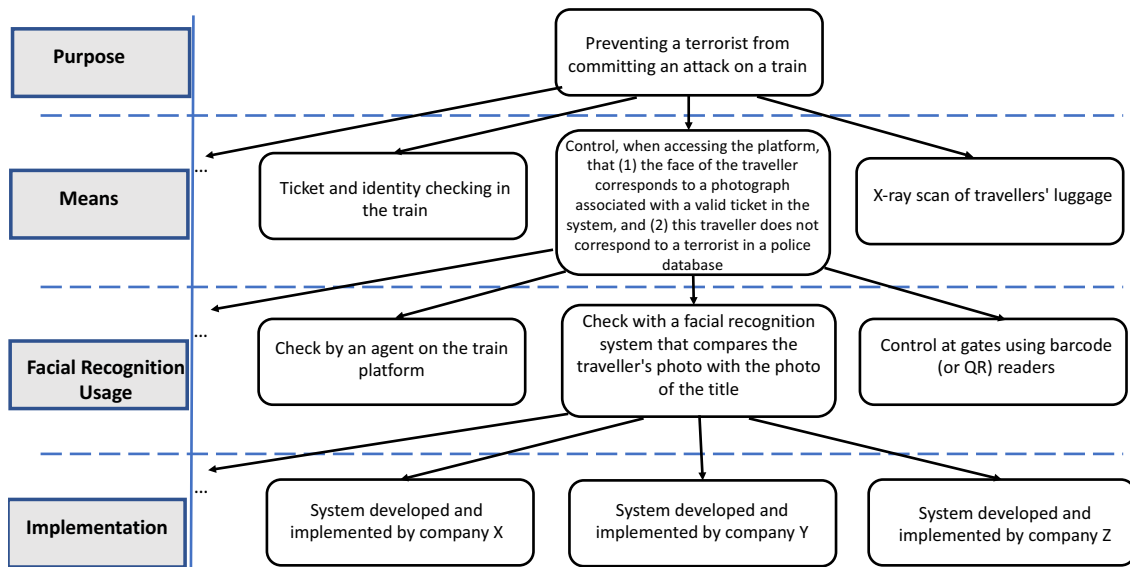 Purpose
Preventing a terrorist from
committing an attack on a train
Means
...
Ticket and identity checking in
the train
Control, when accessing the platform,
that (1) the face of the traveller
corresponds to a photograph
associated with a valid ticket in the
system, and (2) this traveller does not
correspond to a terrorist in a police
database
X-ray scan of travellers' luggage
Facial Recognition
Usage
...
Check by an agent on the train
platform
Check with a facial recognition
system that compares the
traveller's photo with the photo
of the title
Control at gates using barcode
(or QR) readers
Implementation
...
System developed and
implemented by company X
System developed and
implemented by company Y
System developed and
implemented by company Z